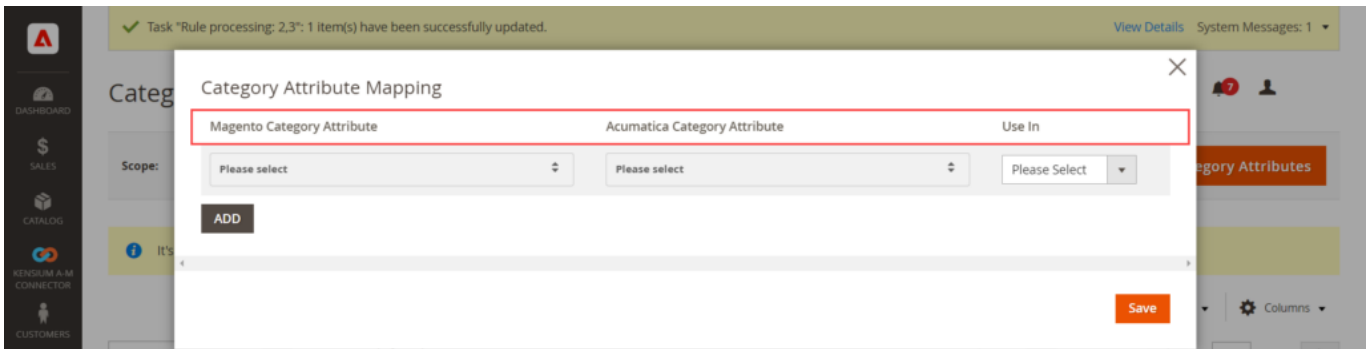 Task "Rule processing: 2,3": 1 item(s) have been successfully updated.
View Details
System Messages: 1
DASHBOARD
SALES
CATALOG
KENSIUM A-M
CONNECTOR
CUSTOMERS
Categ
7
Scope:
egory Attributes
It's
Columns
Category Attribute Mapping
Magento Category Attribute
Acumatica Category Attribute
Use In
Please select
Please select
Please Select
ADD
Save